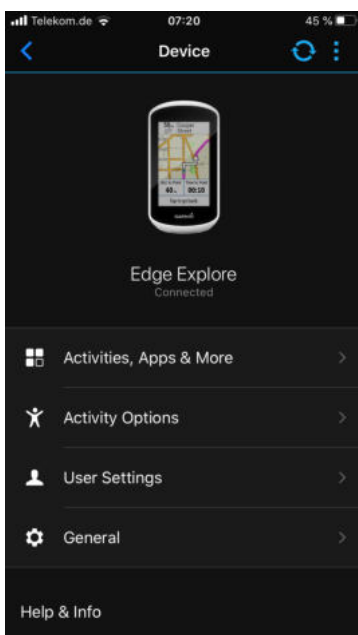 Telekom.de 07:20 45 %
Device
Edge Explore
Connected
Activities, Apps & More
Activity Options
User Settings
General
Help & Info